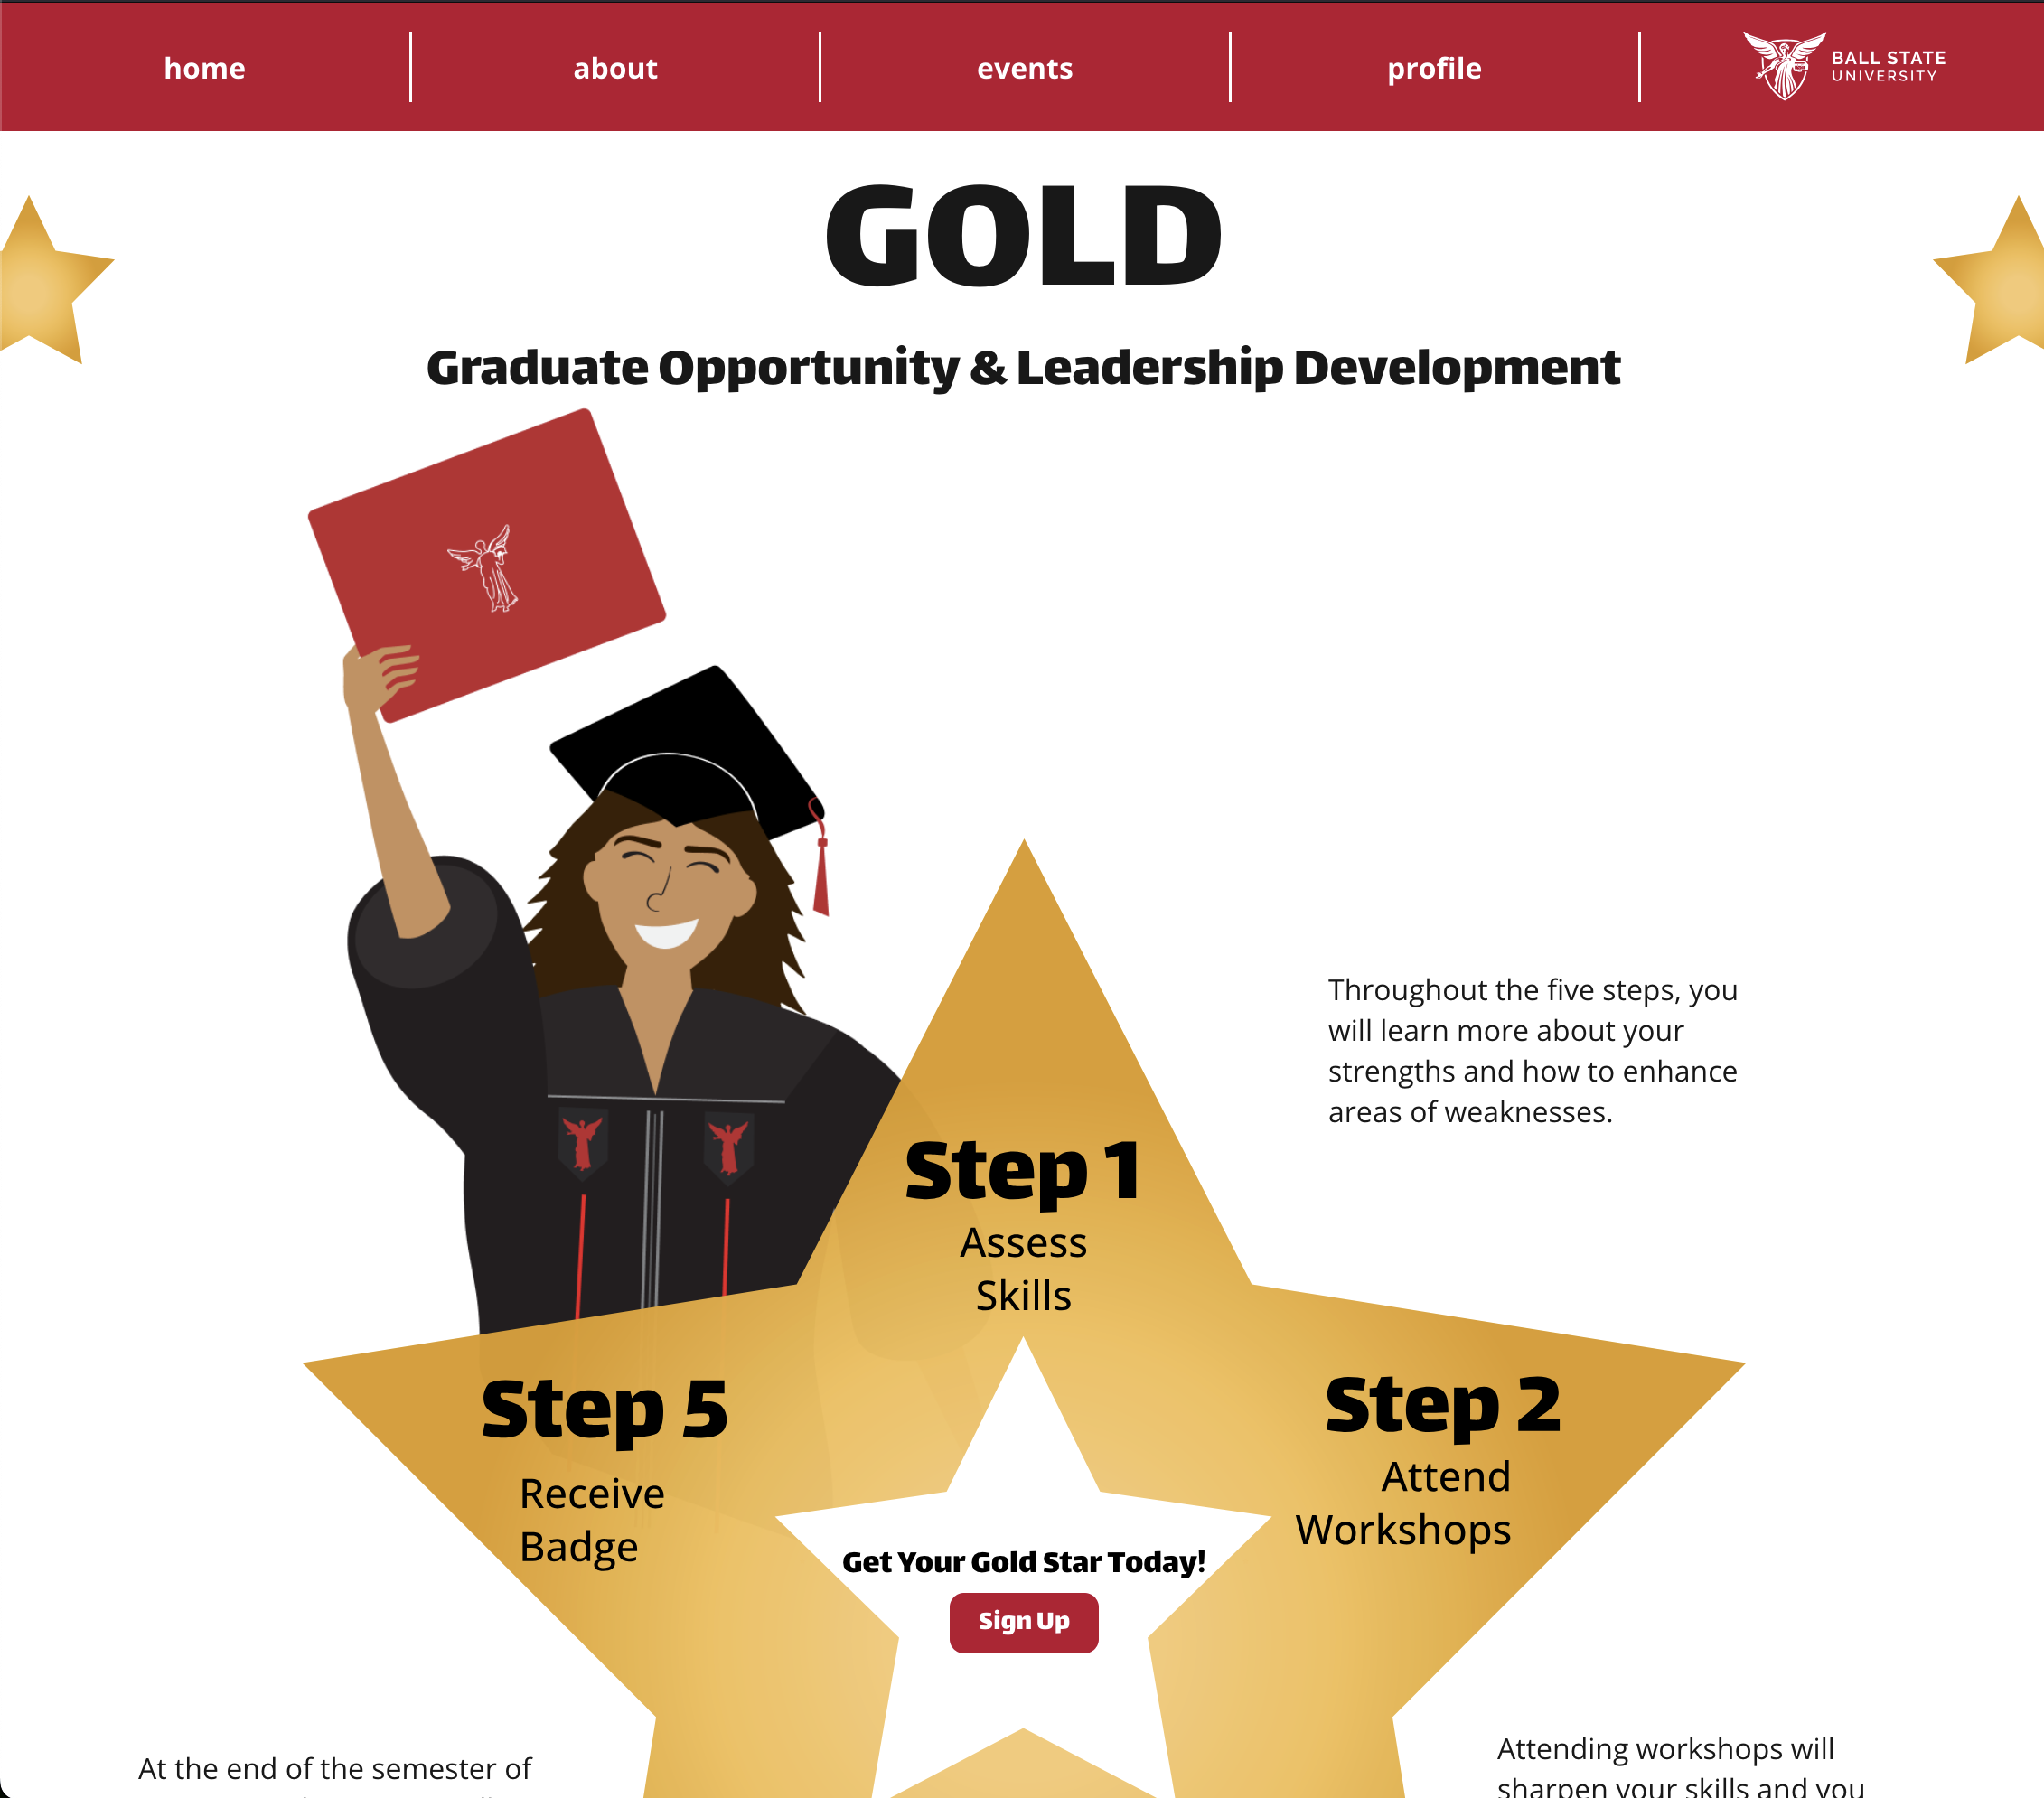 home
about
events
profile
BALL STATE
UNIVERSITY
GOLD
Graduate Opportunity & Leadership Development
Throughout the five steps, you
will learn more about your
strengths and how to enhance
areas of weaknesses.
Step 1
Assess
Skills
Step 5
Receive
Badge
Step 2
Attend
Workshops
Get Your Gold Star Today!
Sign Up
At the end of the semester of
Attending workshops will
sharpen your skills and you